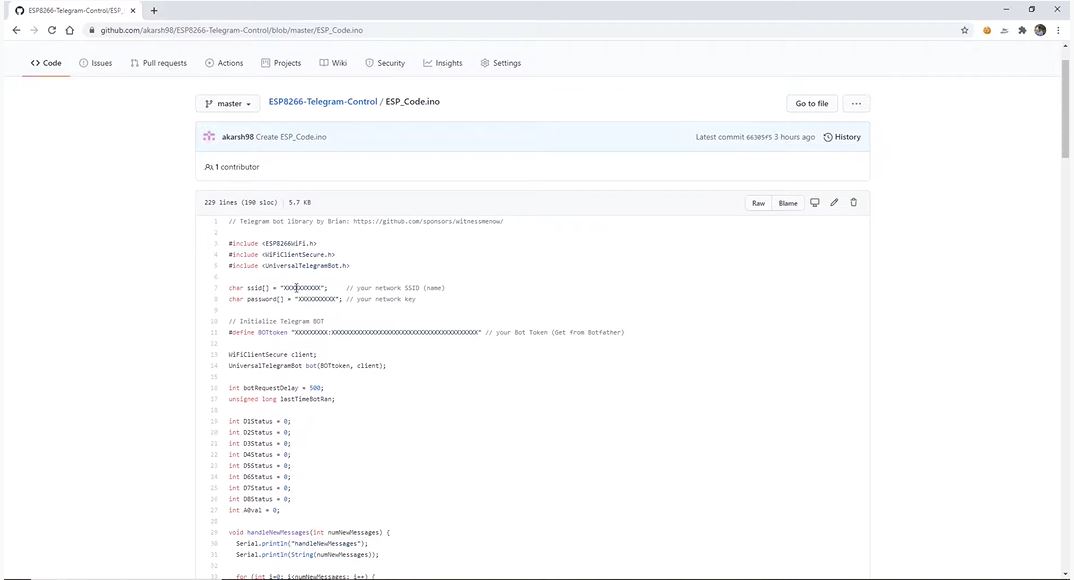 ESP8266-Telegram-Control/ESP_
github.com/akarsh98/ESP8266-Telegram-Control/blob/master/ESP_Code.ino
Code Issues Pull requests Actions Projects Wiki Security Insights Settings
master ESP8266-Telegram-Control / ESP_Code.ino Go to file
akarsh98 Create ESP_Code.ino Latest commit 66305f5 3 hours ago History
1 contributor
229 lines (190 sloc) 5.7 KB Raw Blame
1 // Telegram bot library by Brian: https://github.com/sponsors/witnessmenow/
2
3 #include <ESP8266WiFi.h>
4 #include <WiFiClientSecure.h>
5 #include <UniversalTelegramBot.h>
6
7 char ssid[] = "XXXXXXXXXX"; // your network SSID (name)
8 char password[] = "XXXXXXXXXX"; // your network key
9
10 // Initialize Telegram BOT
11 #define BOTtoken "XXXXXXXXX:XXXXXXXXXXXXXXXXXXXXXXXXXXXXXXXXXXXXXXXX" // your Bot Token (Get from Botfather)
12
13 WiFiClientSecure client;
14 UniversalTelegramBot bot(BOTtoken, client);
15
16 int botRequestDelay = 500;
17 unsigned long lastTimeBotRan;
18
19 int D1Status = 0;
20 int D2Status = 0;
21 int D3Status = 0;
22 int D4Status = 0;
23 int D5Status = 0;
24 int D6Status = 0;
25 int D7Status = 0;
26 int D8Status = 0;
27 int A0val = 0;
28
29 void handleNewMessages(int numNewMessages) {
30 Serial.println("handleNewMessages");
31 Serial.println(String(numNewMessages));
32
33 for (int i=0; i<numNewMessages; i++) {